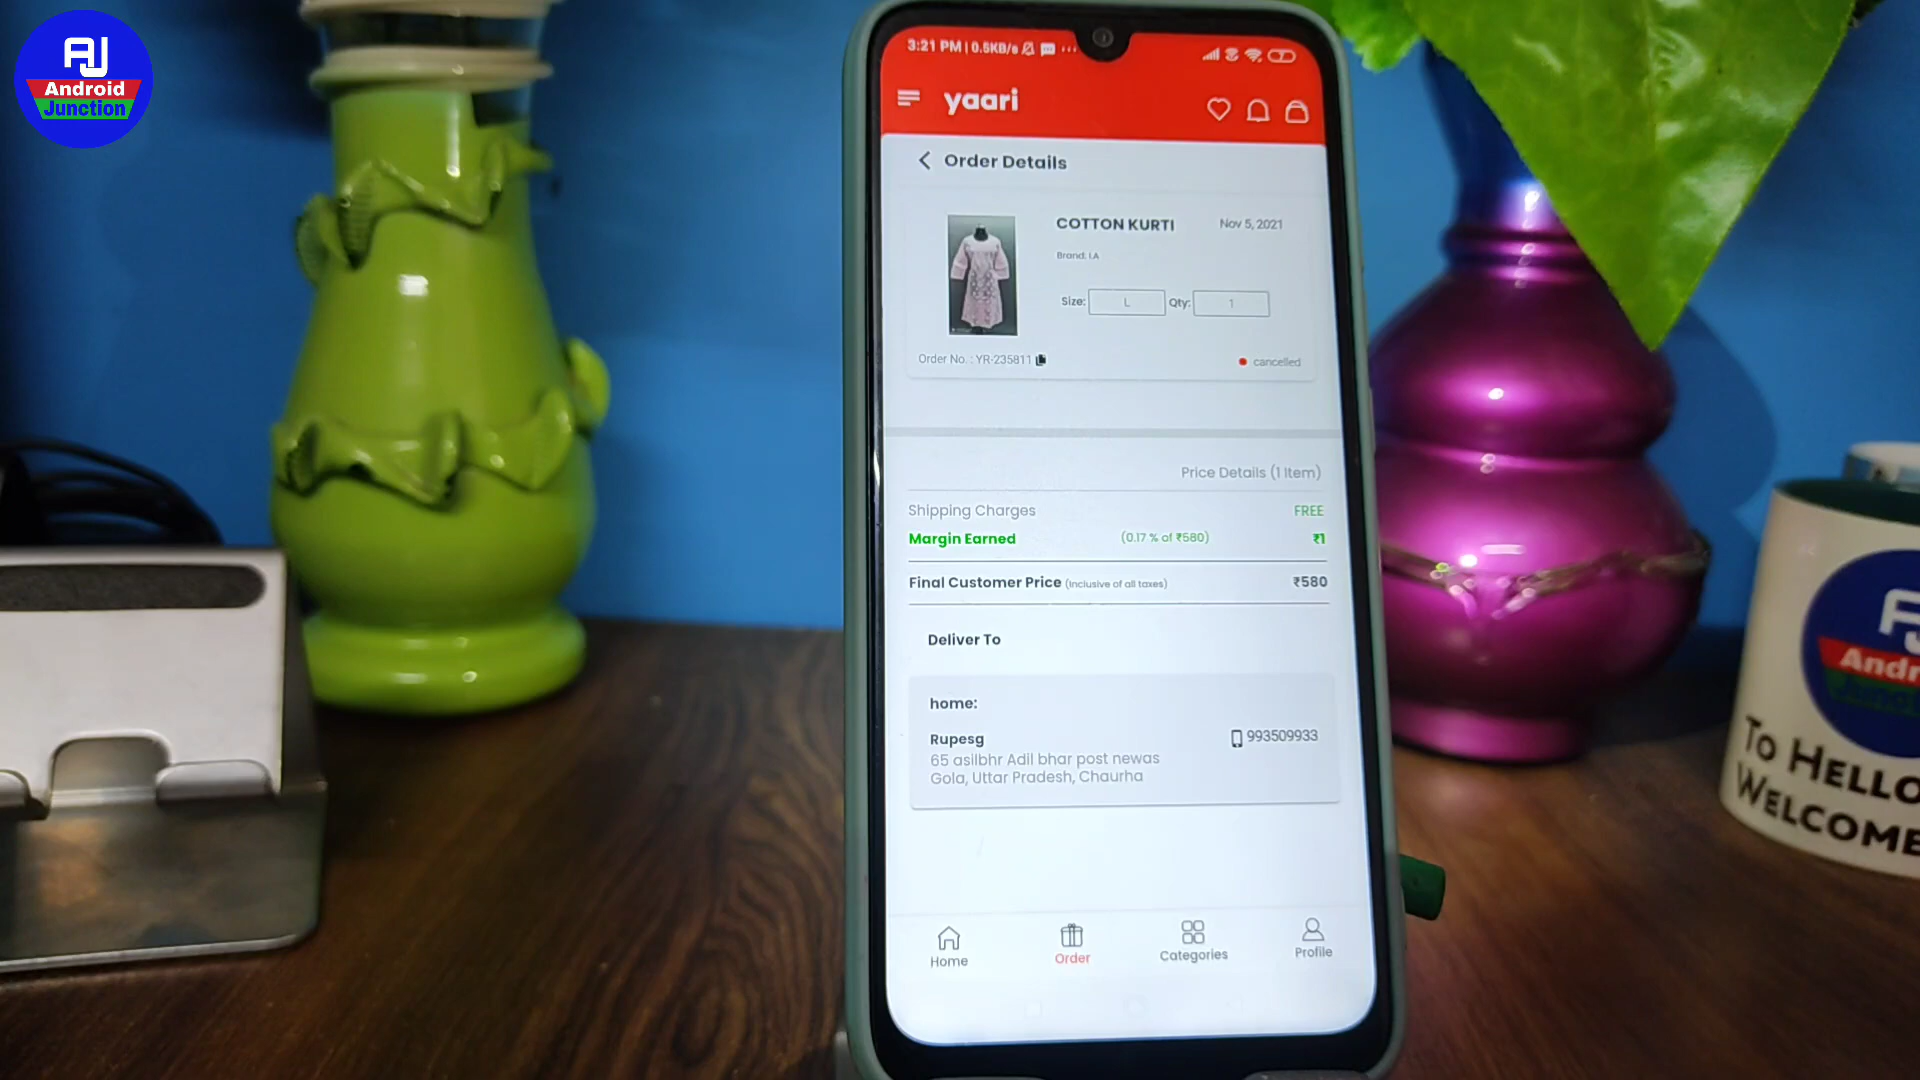 AJ
Android
Junction
3:21 PM | 0.5KB/s
yaari
Order Details
COTTON KURTI
Nov 5, 2021
Brand: I.A
Size: L Qty: 1
Order No. : YR-235811
cancelled
Price Details (1 Item)
Shipping Charges FREE
Margin Earned (0.17 % of ₹580) ₹1
Final Customer Price (Inclusive of all taxes) ₹580
Deliver To
home:
Rupesg 993509933
65 asilbhr Adil bhar post newas
Gola, Uttar Pradesh, Chaurha
Home
Order
Categories
Profile
AJ
Andr
TO HELLO
WELCOME